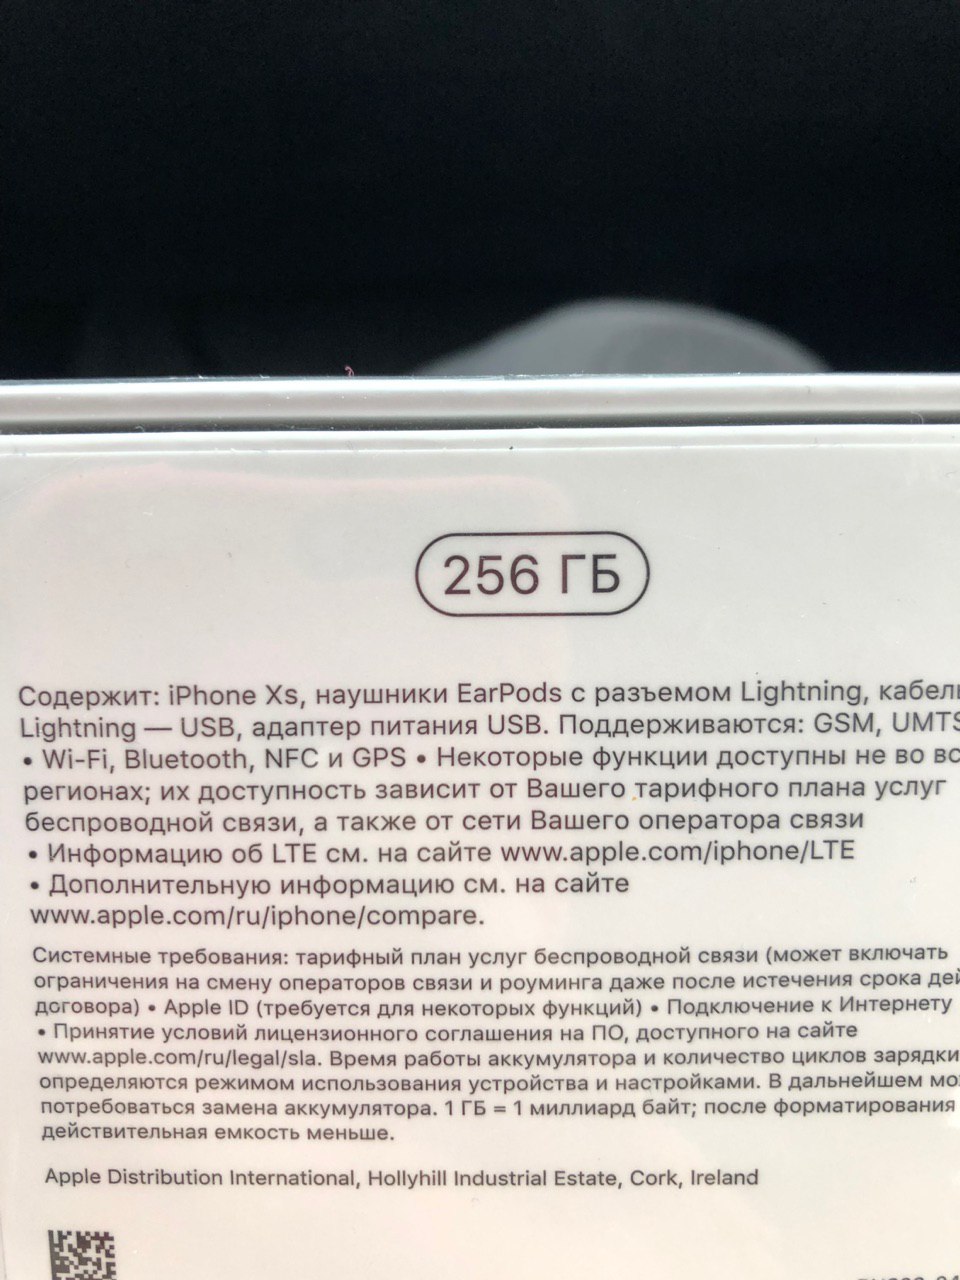 256 ГБ
Содержит: iPhone Xs, наушники EarPods с разъемом Lightning,
Lightning — USB, адаптер питания USB. Поддерживаются: GSM,
• Wi-Fi, Bluetooth, NFC и GPS • Некоторые функции доступны не во
регионах; их доступность зависит от Вашего тарифного плана услуг
беспроводной связи, а также от сети Вашего оператора связи
• Информацию об LTE см. на сайте www.apple.com/iphone/LTE
• Дополнительную информацию см. на сайте
www.apple.com/ru/iphone/compare.
Системные требования: тарифный план услуг беспроводной связи (может включать
ограничения на смену операторов связи и роуминга даже после истечения срока
договора) • Apple ID (требуется для некоторых функций) • Подключение к Интернету
• Принятие условий лицензионного соглашения на ПО, доступного на сайте
www.apple.com/ru/legal/sla. Время работы аккумулятора и количество циклов зарядки
определяются режимом использования устройства и настройками. В дальнейшем
потребоваться замена аккумулятора. 1 ГБ = 1 миллиард байт; после форматирования
действительная емкость меньше.
Apple Distribution International, Hollyhill Industrial Estate, Cork, Ireland